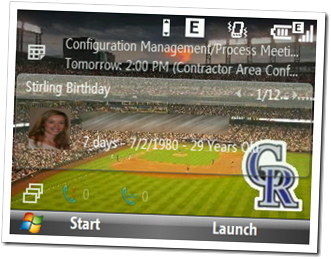 E
E
Configuration Management/Process Meeti...
Tomorrow: 2:00 PM (Contractor Area Conf...
Stirling Birthday
1/12
7 days - 7/2/1980 - 29 Years Old
CR
0
0
Start
Launch